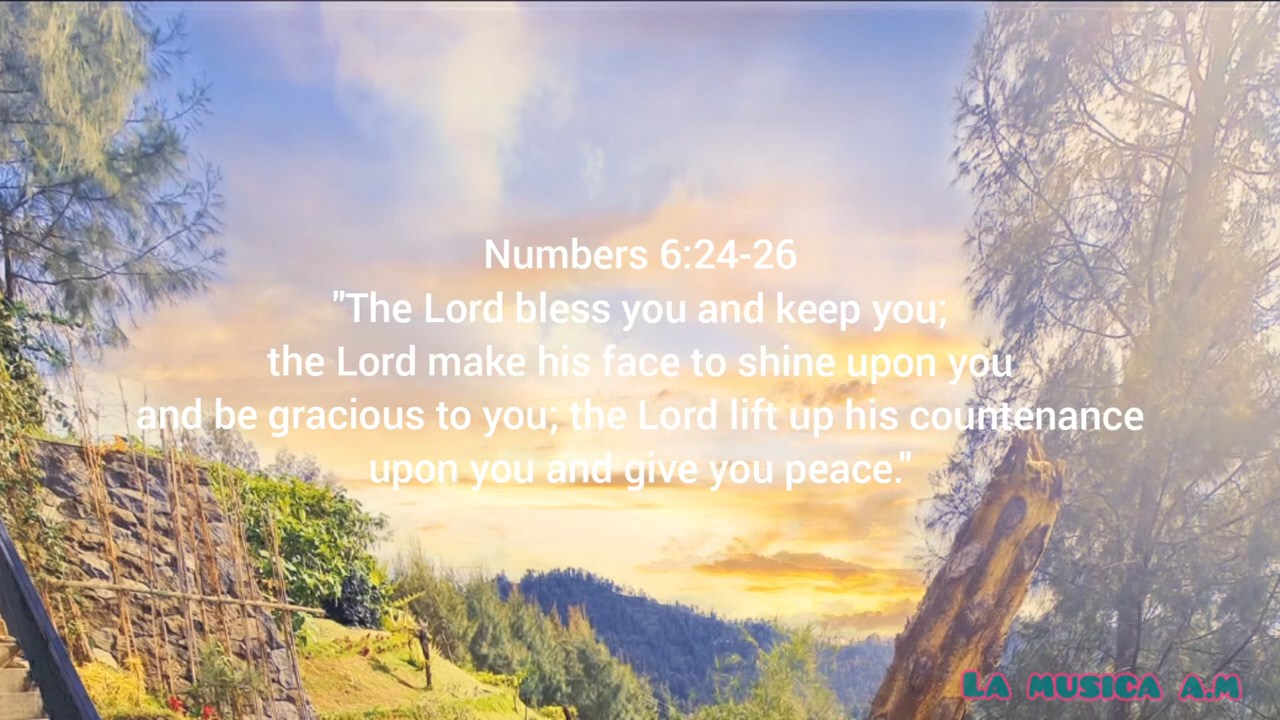 Numbers 6:24-26
"The Lord bless you and keep you;
the Lord make his face to shine upon you
and be gracious to you; the Lord lift up his countenance
upon you and give you peace."
La musica a.m